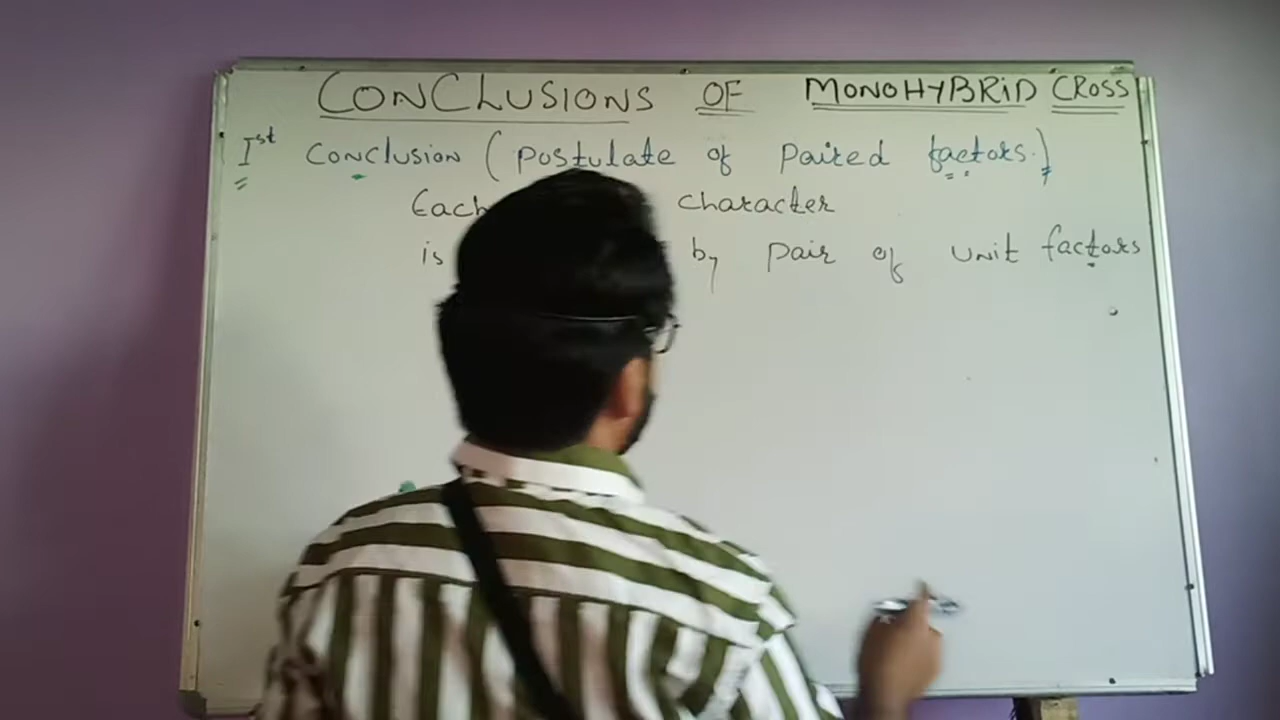 CONCLUSIONS OF MONOHYBRID CROSS
Ist Conclusion (Postulate of Paired factors.)
Each character
is by pair of unit factors